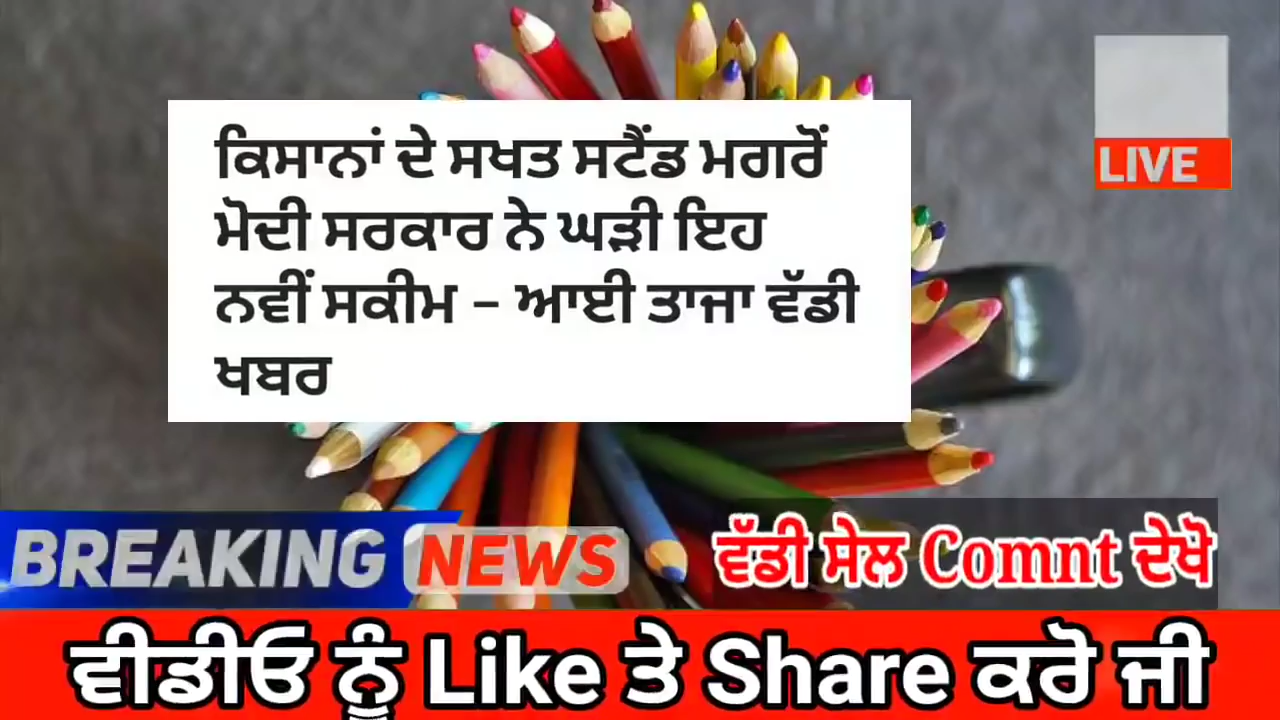 ਕਿਸਾਨਾਂ ਦੇ ਸਖਤ ਸਟੈਂਡ ਮਗਰੋਂ
ਮੋਦੀ ਸਰਕਾਰ ਨੇ ਘੜੀ ਇਹ
ਨਵੀਂ ਸਕੀਮ – ਆਈ ਤਾਜਾ ਵੱਡੀ
ਖਬਰ
LIVE
BREAKING NEWS
ਵੱਡੀ ਸੇਲ Comnt ਦੇਖੋ
ਵੀਡੀਓ ਨੂੰ Like ਤੇ Share ਕਰੋ ਜੀ